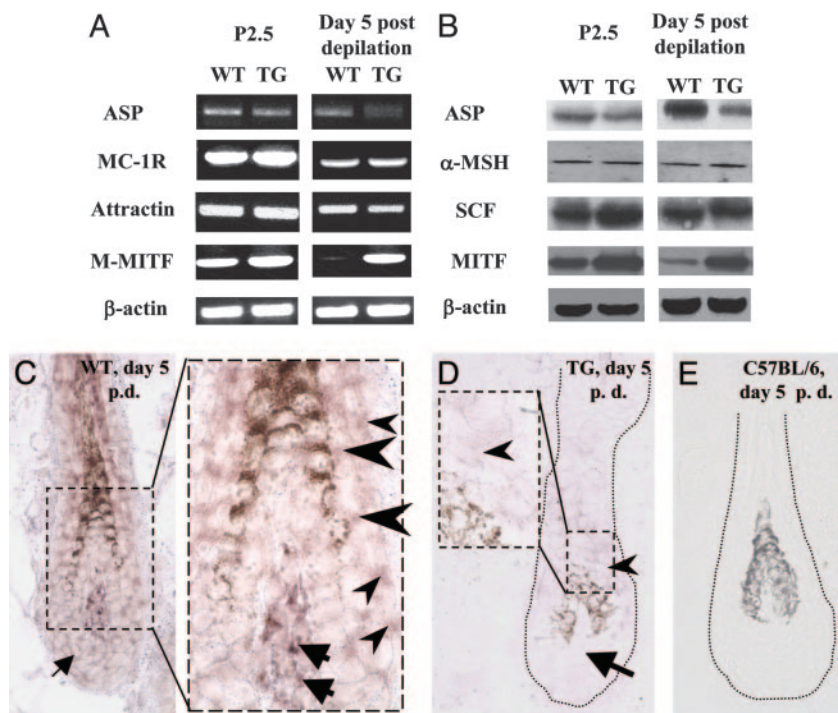 A
P2.5
Day 5 post
depilation
WT TG
WT TG
ASP
MC-1R
Attractin
M-MITF
β-actin
B
P2.5
Day 5 post
depilation
WT TG
WT TG
ASP
α-MSH
SCF
MITF
β-actin
C
WT, day 5
p.d.
D
TG, day 5
p. d.
E
C57BL/6,
day 5 p. d.